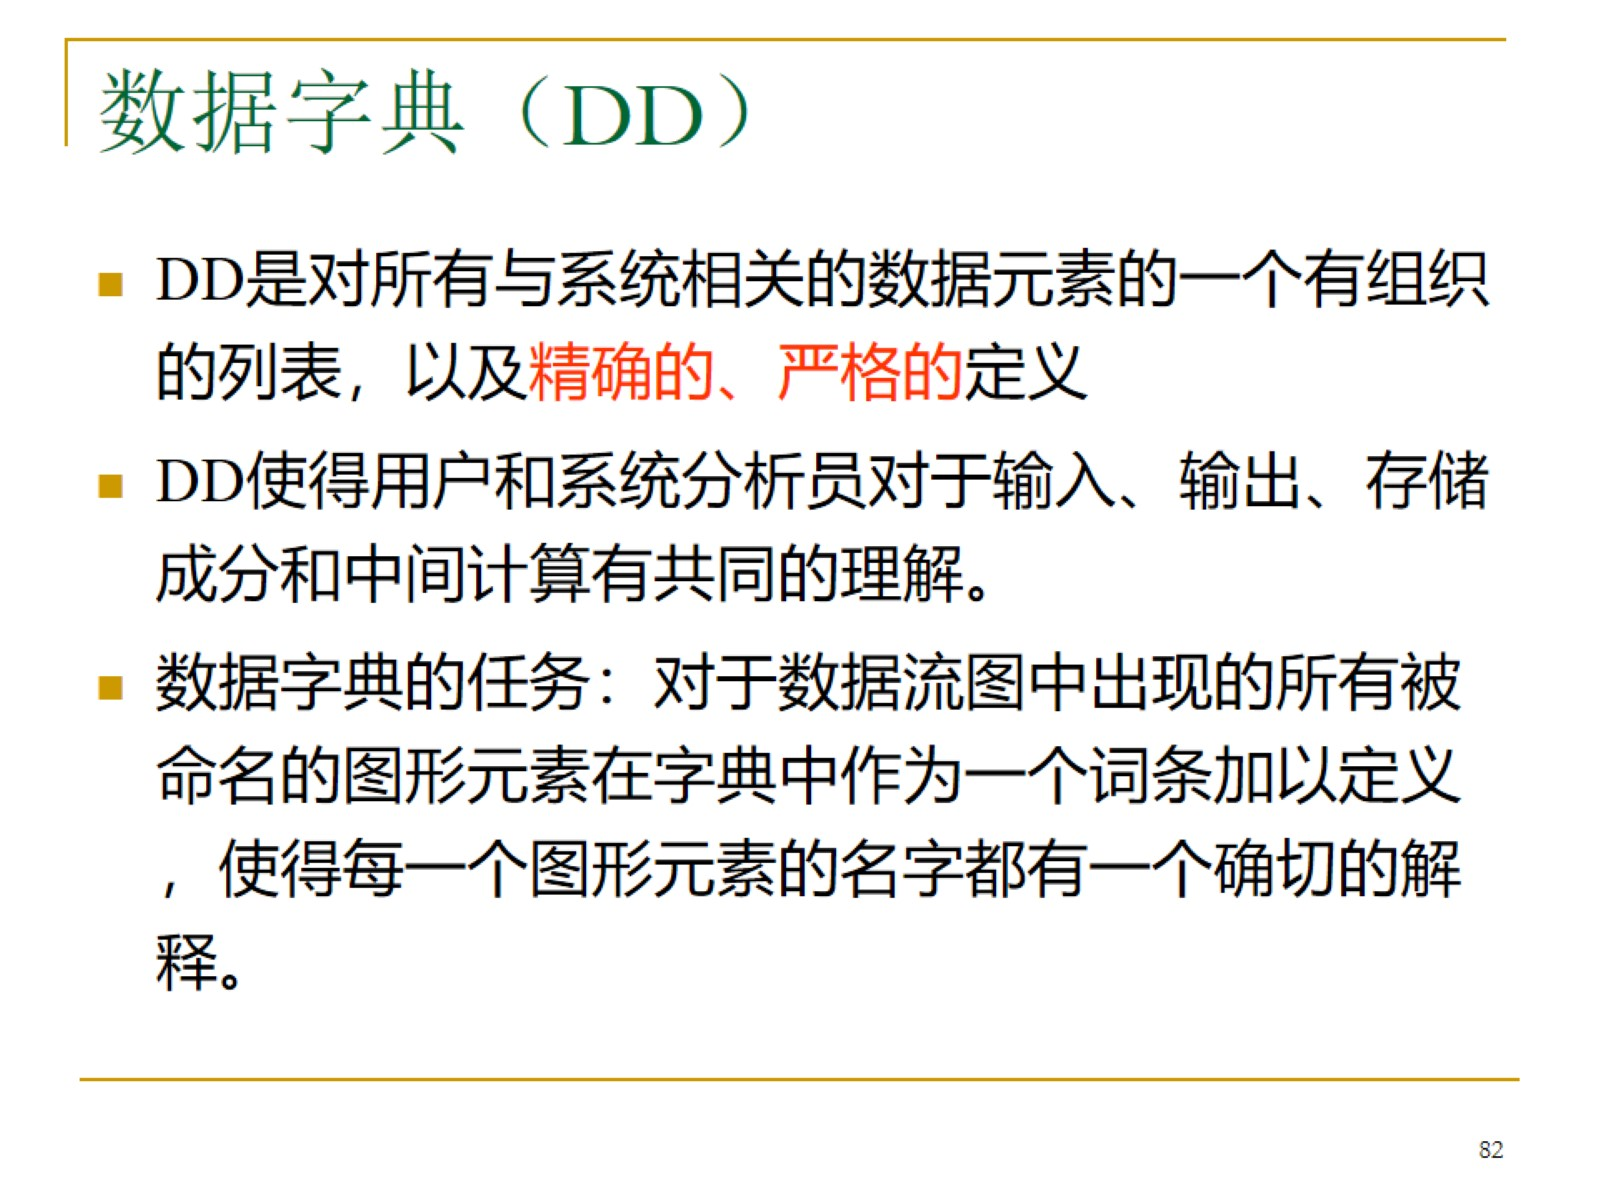 数据字典（DD）
DD是对所有与系统相关的数据元素的一个有组织
的列表，以及精确的、严格的定义
DD使得用户和系统分析员对于输入、输出、存储
成分和中间计算有共同的理解。
数据字典的任务：对于数据流图中出现的所有被
命名的图形元素在字典中作为一个词条加以定义
，使得每一个图形元素的名字都有一个确切的解
释。
82